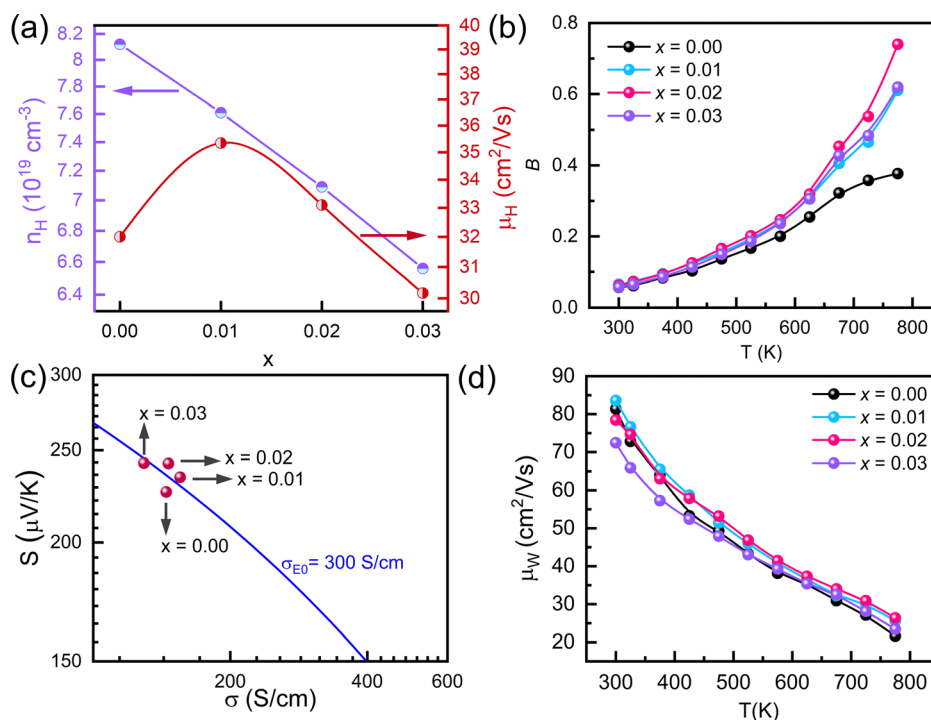 (a)
8.2
8
7.8
7.6
7.4
7.2
7
6.8
6.6
6.4
n_H (10^19 cm^-3)
40
39
38
36
35
34
33
32
31
30
μ_H (cm^2/Vs)
0.00 0.01 0.02 0.03
x
(b)
0.8
0.6
0.4
0.2
0.0
B
x = 0.00
x = 0.01
x = 0.02
x = 0.03
300 400 500 600 700 800
T (K)
(c)
300
250
200
150
S (μV/K)
x = 0.03
x = 0.02
x = 0.01
x = 0.00
σ_E0= 300 S/cm
200 400 600
σ (S/cm)
(d)
90
80
70
60
50
40
30
20
μ_W (cm^2/Vs)
x = 0.00
x = 0.01
x = 0.02
x = 0.03
300 400 500 600 700 800
T(K)